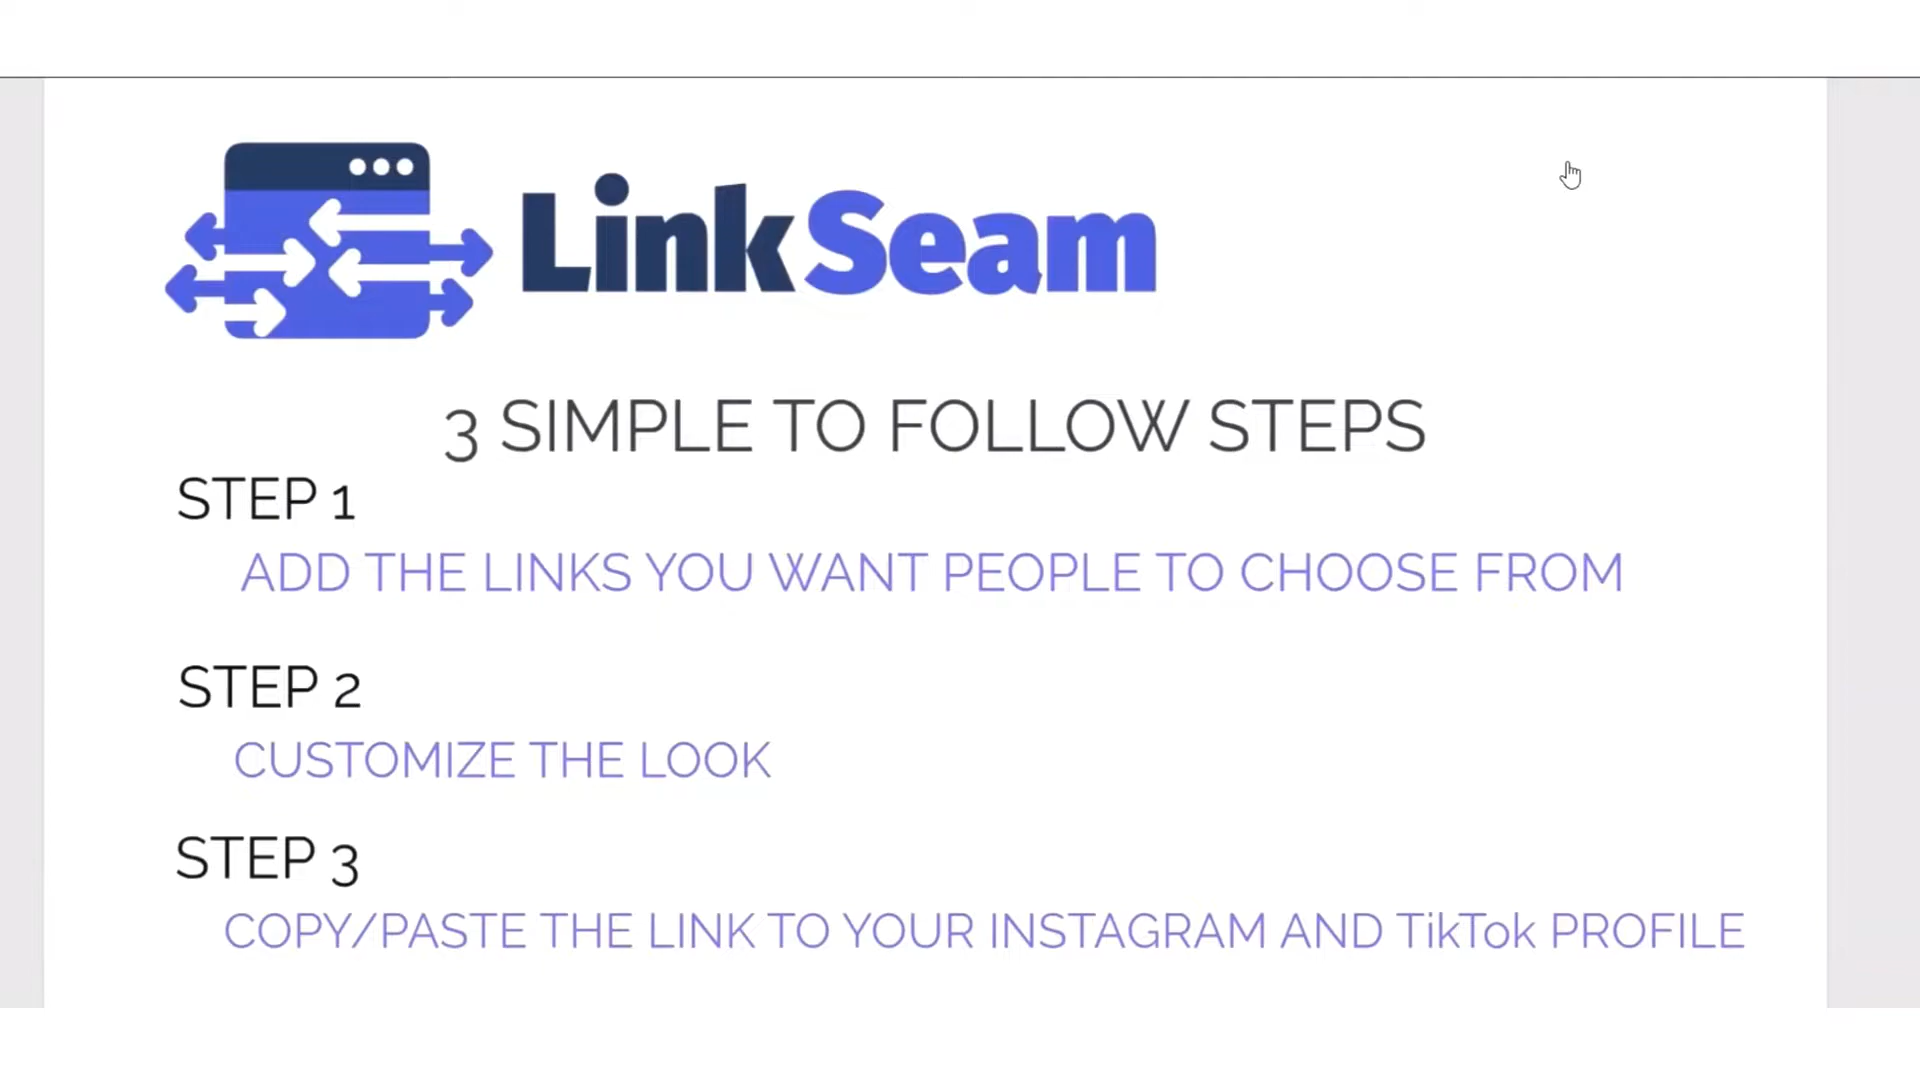 LinkSeam
3 SIMPLE TO FOLLOW STEPS
STEP 1
ADD THE LINKS YOU WANT PEOPLE TO CHOOSE FROM
STEP 2
CUSTOMIZE THE LOOK
STEP 3
COPY/PASTE THE LINK TO YOUR INSTAGRAM AND TikTok PROFILE